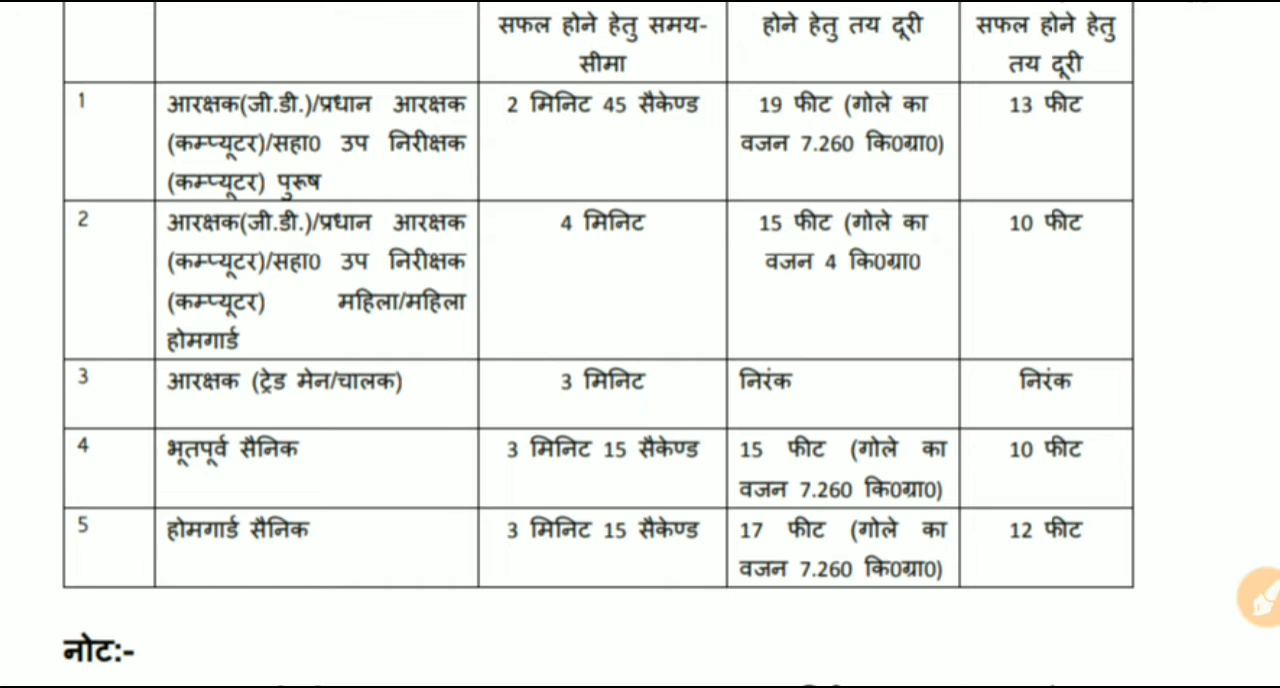 सफल होने हेतु समय-
सीमा
होने हेतु तय दूरी
सफल होने हेतु
तय दूरी
1
आरक्षक(जी.डी.)/प्रधान आरक्षक
(कम्प्यूटर)/सहा0 उप निरीक्षक
(कम्प्यूटर) पुरूष
2 मिनिट 45 सैकेण्ड
19 फीट (गोले का
वजन 7.260 कि0ग्रा0)
13 फीट
2
आरक्षक(जी.डी.)/प्रधान आरक्षक
(कम्प्यूटर)/सहा0 उप निरीक्षक
(कम्प्यूटर) महिला/महिला
होमगार्ड
4 मिनिट
15 फीट (गोले का
वजन 4 कि0ग्रा0
10 फीट
3
आरक्षक (ट्रेड मेन/चालक)
3 मिनिट
निरंक
निरंक
4
भूतपूर्व सैनिक
3 मिनिट 15 सैकेण्ड
15 फीट (गोले का
वजन 7.260 कि0ग्रा0)
10 फीट
5
होमगार्ड सैनिक
3 मिनिट 15 सैकेण्ड
17 फीट (गोले का
वजन 7.260 कि0ग्रा0)
12 फीट
नोट:-